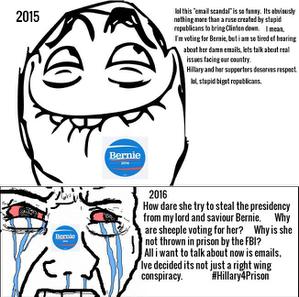 2015
lol this "email scandal" is so funny. Its obviously
nothing more than a ruse created by stupid
republicans to bring Clinton down. I mean,
I'm voting for Bernie, but i am so tired of hearing
about her damn emails, lets talk about real
issues facing our country.
Hillary and her supporters deserves respect.
lol, stupid bigot republicans.
Bernie
2016
Bernie
2016
How dare she try to steal the presidency
from my lord and saviour Bernie. Why
are sheeple voting for her? Why is she
not thrown in prison by the FBI?
All i want to talk about now is emails,
Ive decided its not just a right wing
conspiracy. #Hillary4Prison